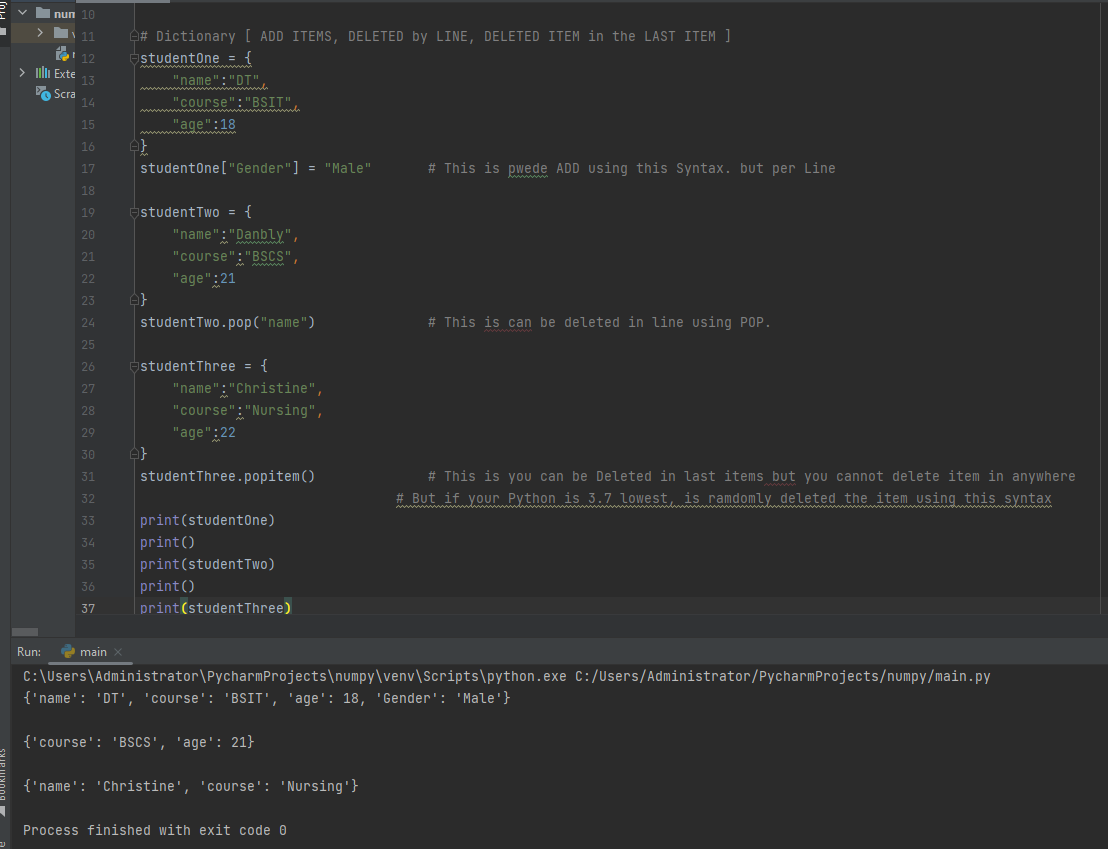 Proj
num
10
11 # Dictionary [ ADD ITEMS, DELETED by LINE, DELETED ITEM in the LAST ITEM ]
12 studentOne = {
Exte
13 "name":"DT",
Scra
14 "course":"BSIT",
15 "age":18
16 }
17 studentOne["Gender"] = "Male" # This is pwede ADD using this Syntax. but per Line
18
19 studentTwo = {
20 "name":"Danbly",
21 "course":"BSCS",
22 "age":21
23 }
24 studentTwo.pop("name") # This is can be deleted in line using POP.
25
26 studentThree = {
27 "name":"Christine",
28 "course":"Nursing",
29 "age":22
30 }
31 studentThree.popitem() # This is you can be Deleted in last items but you cannot delete item in anywhere
32 # But if your Python is 3.7 lowest, is ramdomly deleted the item using this syntax
33 print(studentOne)
34 print()
35 print(studentTwo)
36 print()
37 print(studentThree)
Run: main
C:\Users\Administrator\PycharmProjects\numpy\venv\Scripts\python.exe C:/Users/Administrator/PycharmProjects/numpy/main.py
{'name': 'DT', 'course': 'BSIT', 'age': 18, 'Gender': 'Male'}
{'course': 'BSCS', 'age': 21}
{'name': 'Christine', 'course': 'Nursing'}
Bookmarks
Process finished with exit code 0